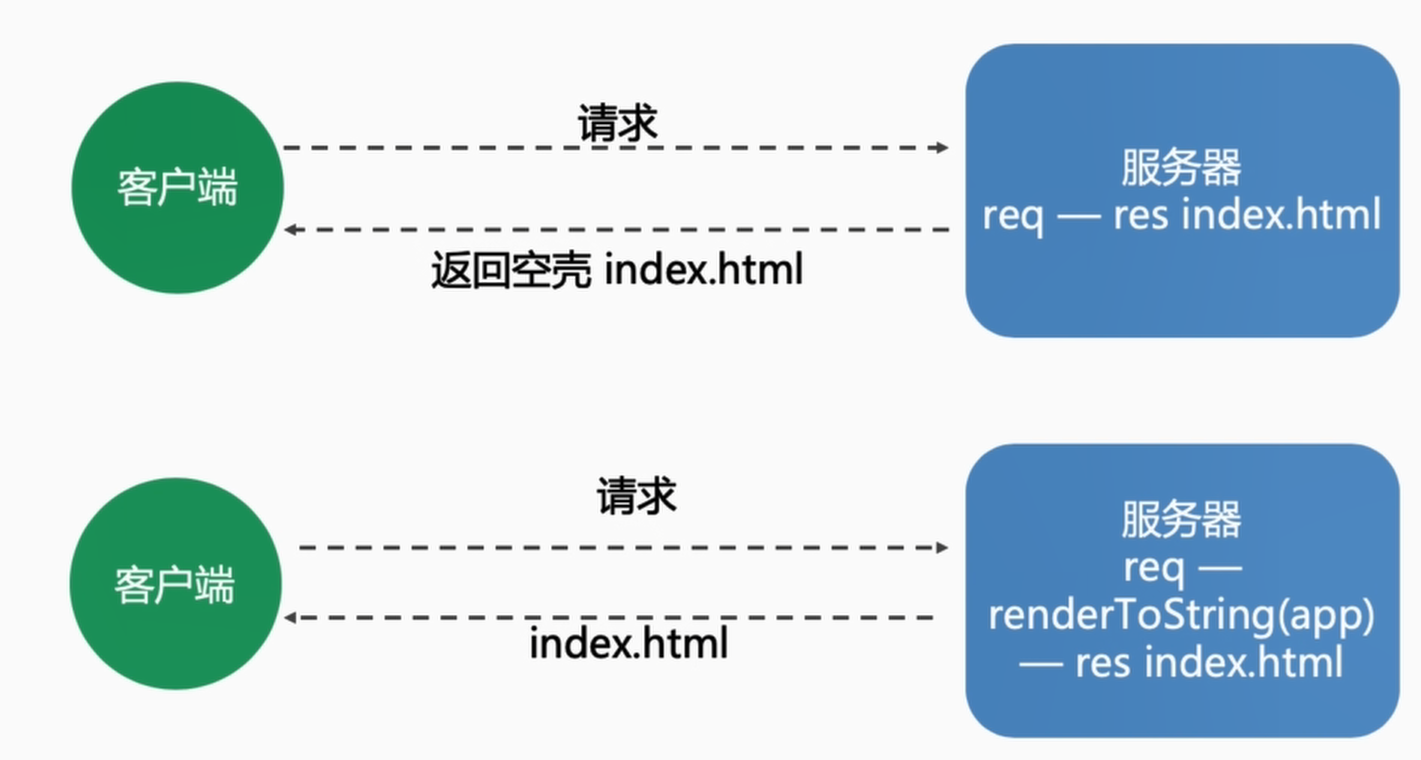 客户端
请求
返回空壳 index.html
服务器
req — res index.html
客户端
请求
index.html
服务器
req —
renderToString(app)
— res index.html